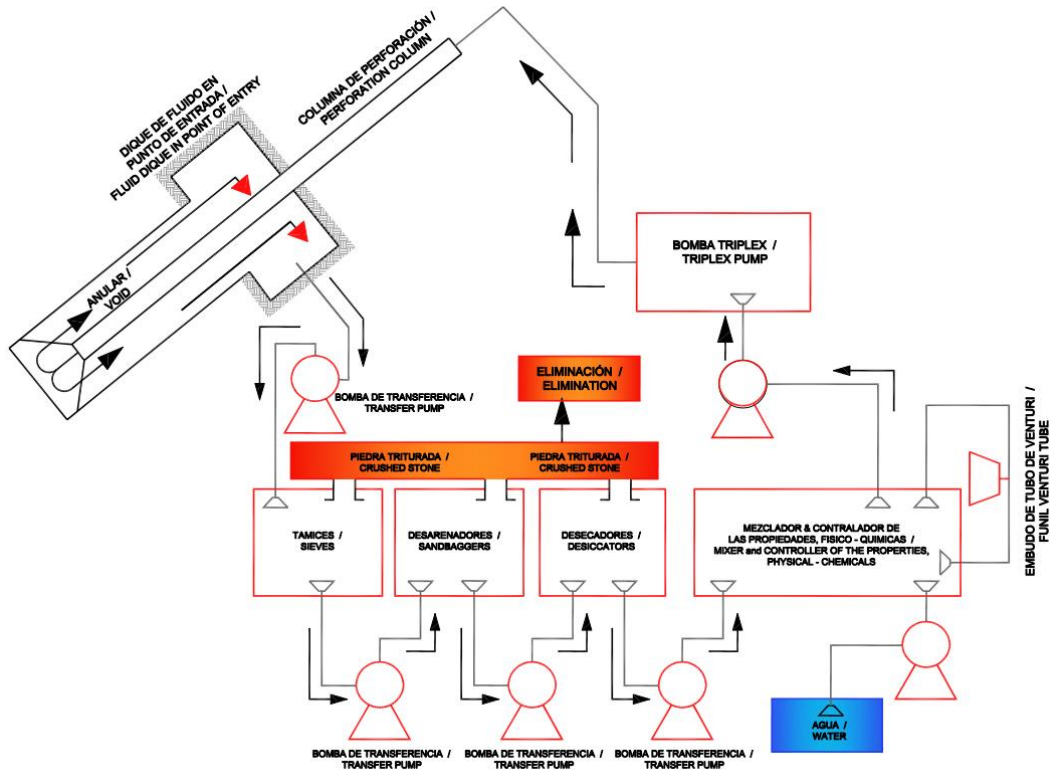 DIQUE DE FLUIDO EN
PUNTO DE ENTRADA /
FLUID DIQUE IN POINT OF ENTRY
COLUMNA DE PERFORACIÓN /
PERFORATION COLUMN
ANULAR /
VOID
BOMBA TRIPLEX /
TRIPLEX PUMP
ELIMINACIÓN /
ELIMINATION
BOMBA DE TRANSFERENCIA /
TRANSFER PUMP
PIEDRA TRITURADA /
CRUSHED STONE
PIEDRA TRITURADA /
CRUSHED STONE
TAMICES /
SIEVES
DESARENADORES /
SANDBAGGERS
DESECADORES /
DESICCATORS
MEZCLADOR & CONTRALADOR DE
LAS PROPIEDADES, FISICO - QUIMICAS /
MIXER and CONTROLLER OF THE PROPERTIES,
PHYSICAL - CHEMICALS
EMBUDO DE TUBO DE VENTURI /
FUNIL VENTURI TUBE
AGUA /
WATER
BOMBA DE TRANSFERENCIA /
TRANSFER PUMP
BOMBA DE TRANSFERENCIA /
TRANSFER PUMP
BOMBA DE TRANSFERENCIA /
TRANSFER PUMP